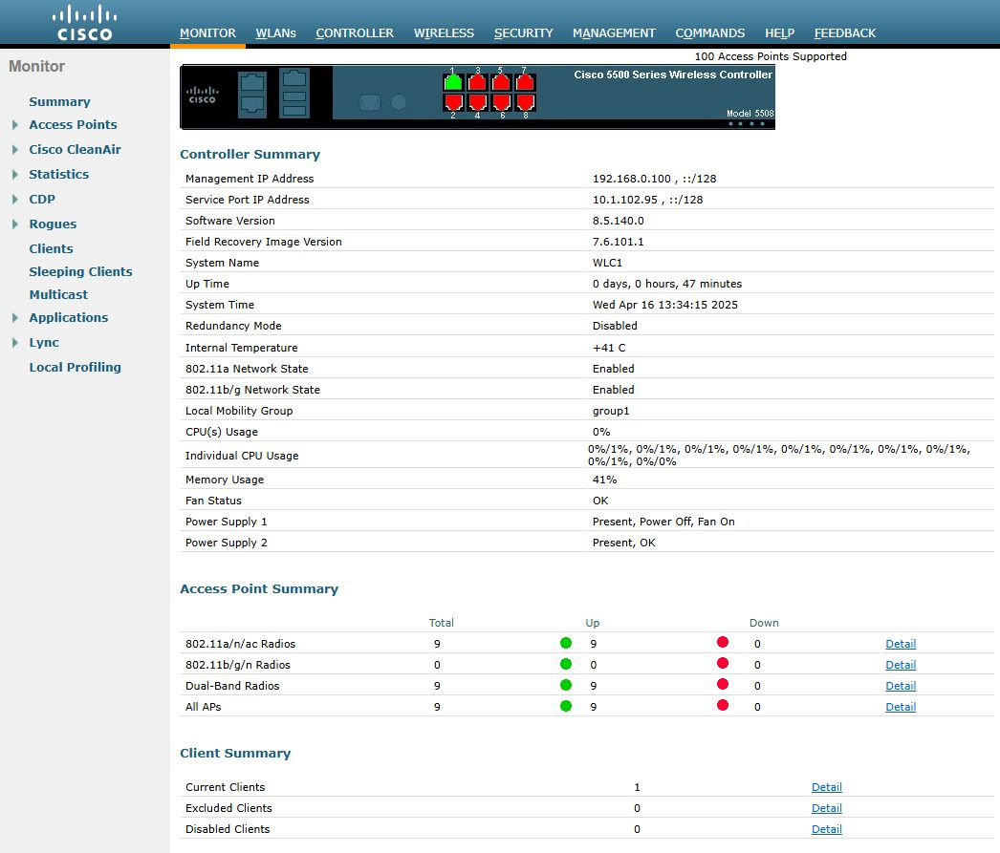 CISCO
MONITOR WLANs CONTROLLER WIRELESS SECURITY MANAGEMENT COMMANDS HELP FEEDBACK
Monitor
Summary
Access Points
Cisco CleanAir
Statistics
CDP
Rogues
Clients
Sleeping Clients
Multicast
Applications
Lync
Local Profiling
100 Access Points Supported
CISCO
1 3 5 7
2 4 6 8
Cisco 5500 Series Wireless Controller
Model 5508
Controller Summary
Management IP Address 192.168.0.100 , ::/128
Service Port IP Address 10.1.102.95 , ::/128
Software Version 8.5.140.0
Field Recovery Image Version 7.6.101.1
System Name WLC1
Up Time 0 days, 0 hours, 47 minutes
System Time Wed Apr 16 13:34:15 2025
Redundancy Mode Disabled
Internal Temperature +41 C
802.11a Network State Enabled
802.11b/g Network State Enabled
Local Mobility Group group1
CPU(s) Usage 0%
Individual CPU Usage 0%/1%, 0%/1%, 0%/1%, 0%/1%, 0%/1%, 0%/1%, 0%/1%, 0%/1%,
0%/1%, 0%/0%
Memory Usage 41%
Fan Status OK
Power Supply 1 Present, Power Off, Fan On
Power Supply 2 Present, OK
Access Point Summary
Total Up Down
802.11a/n/ac Radios 9 9 0 Detail
802.11b/g/n Radios 0 0 0 Detail
Dual-Band Radios 9 9 0 Detail
All APs 9 9 0 Detail
Client Summary
Current Clients 1 Detail
Excluded Clients 0 Detail
Disabled Clients 0 Detail